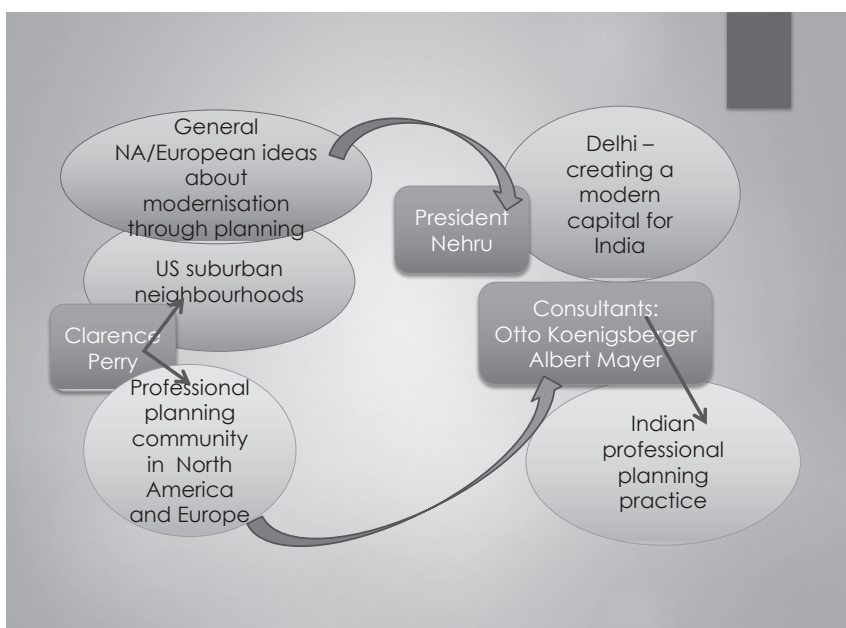 General
NA/European ideas
about
modernisation
through planning
US suburban
neighbourhoods
Clarence
Perry
Professional
planning
community
in North
America
and Europe
President
Nehru
Delhi –
creating a
modern
capital for
India
Consultants:
Otto Koenigsberger
Albert Mayer
Indian
professional
planning
practice